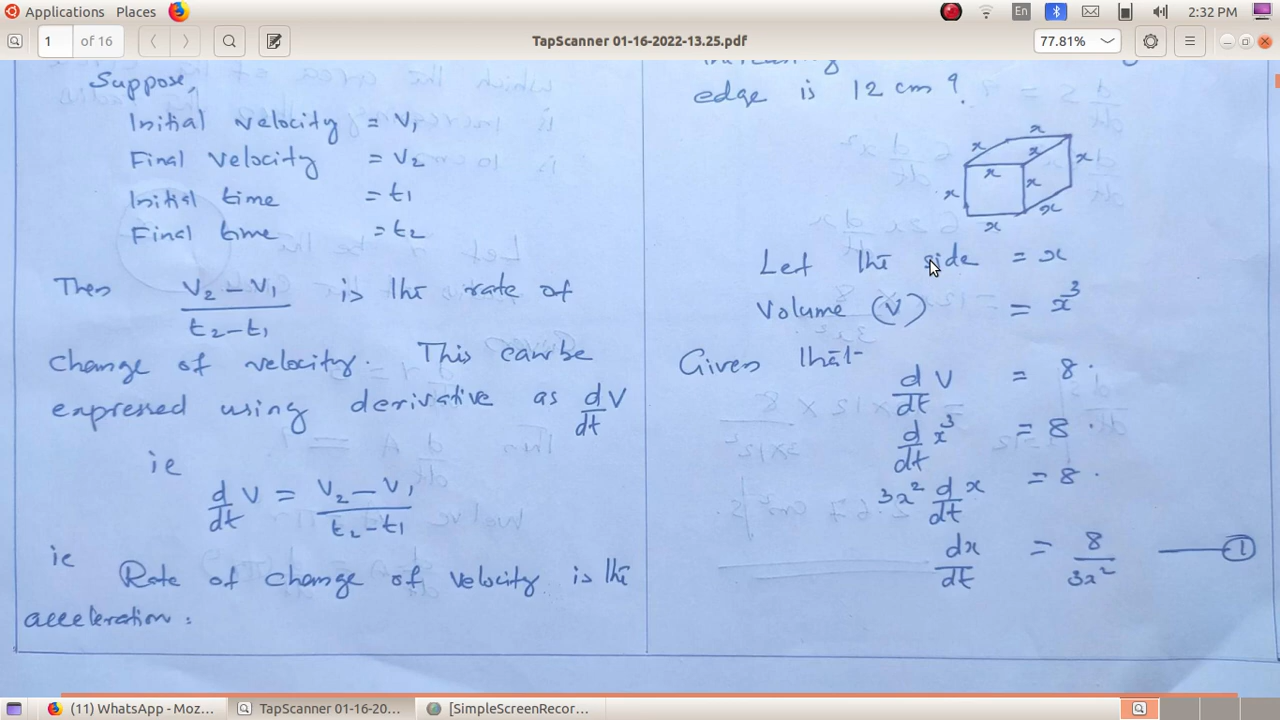 Applications Places
En
2:32 PM
1 of 16
TapScanner 01-16-2022-13.25.pdf
77.81%
Suppose,
Initial velocity = V1
Final velocity = V2
Initial time = t1
Final time = t2
Then V2 - V1 / t2 - t1 is the rate of
change of velocity. This can be
expressed using derivative as d/dt V
ie
d/dt V = V2 - V1 / t2 - t1
ie Rate of change of velocity is the
acceleration.
edge is 12 cm ?
x
x
x
x
x
x
x
x
x
Let the side = x
Volume (V) = x³
Given that
d/dt V = 8.
d/dt x³ = 8.
3x² d/dt x = 8.
dx/dt = 8/3x² — 1
(11) WhatsApp - Moz...
TapScanner 01-16-20...
[SimpleScreenRecor...